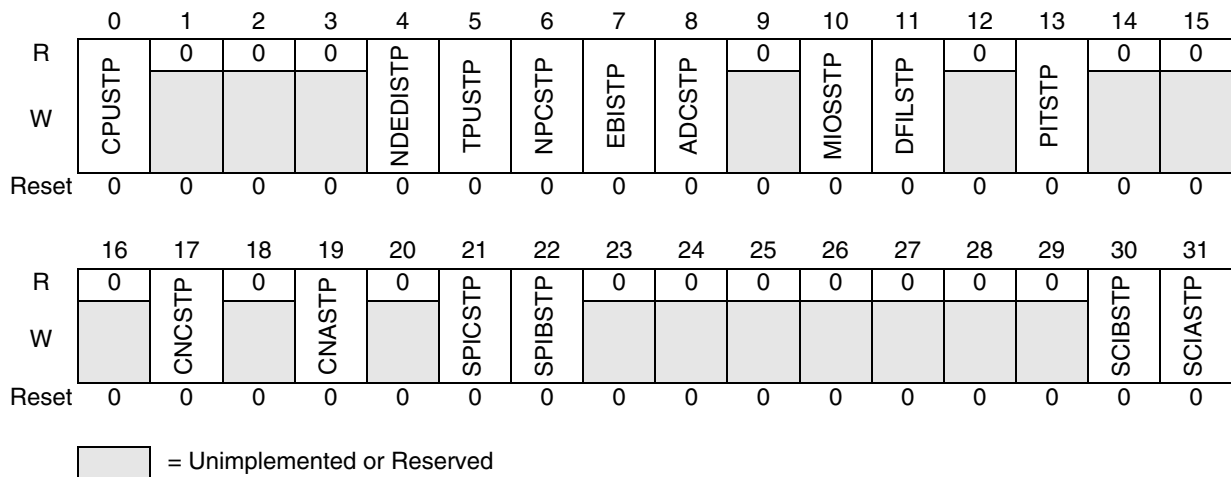 0 1 2 3 4 5 6 7 8 9 10 11 12 13 14 15
R CPUSTP 0 0 0 NDEDISTP TPUSTP NPCSTP EBISTP ADCSTP 0 MIOSSTP DFILSTP 0 PITSTP 0 0
W
Reset 0 0 0 0 0 0 0 0 0 0 0 0 0 0 0 0
16 17 18 19 20 21 22 23 24 25 26 27 28 29 30 31
R 0 CNCSTP 0 CNASTP 0 SPICSTP SPIBSTP 0 0 0 0 0 0 0 SCIBSTP SCIASTP
W
Reset 0 0 0 0 0 0 0 0 0 0 0 0 0 0 0 0
= Unimplemented or Reserved